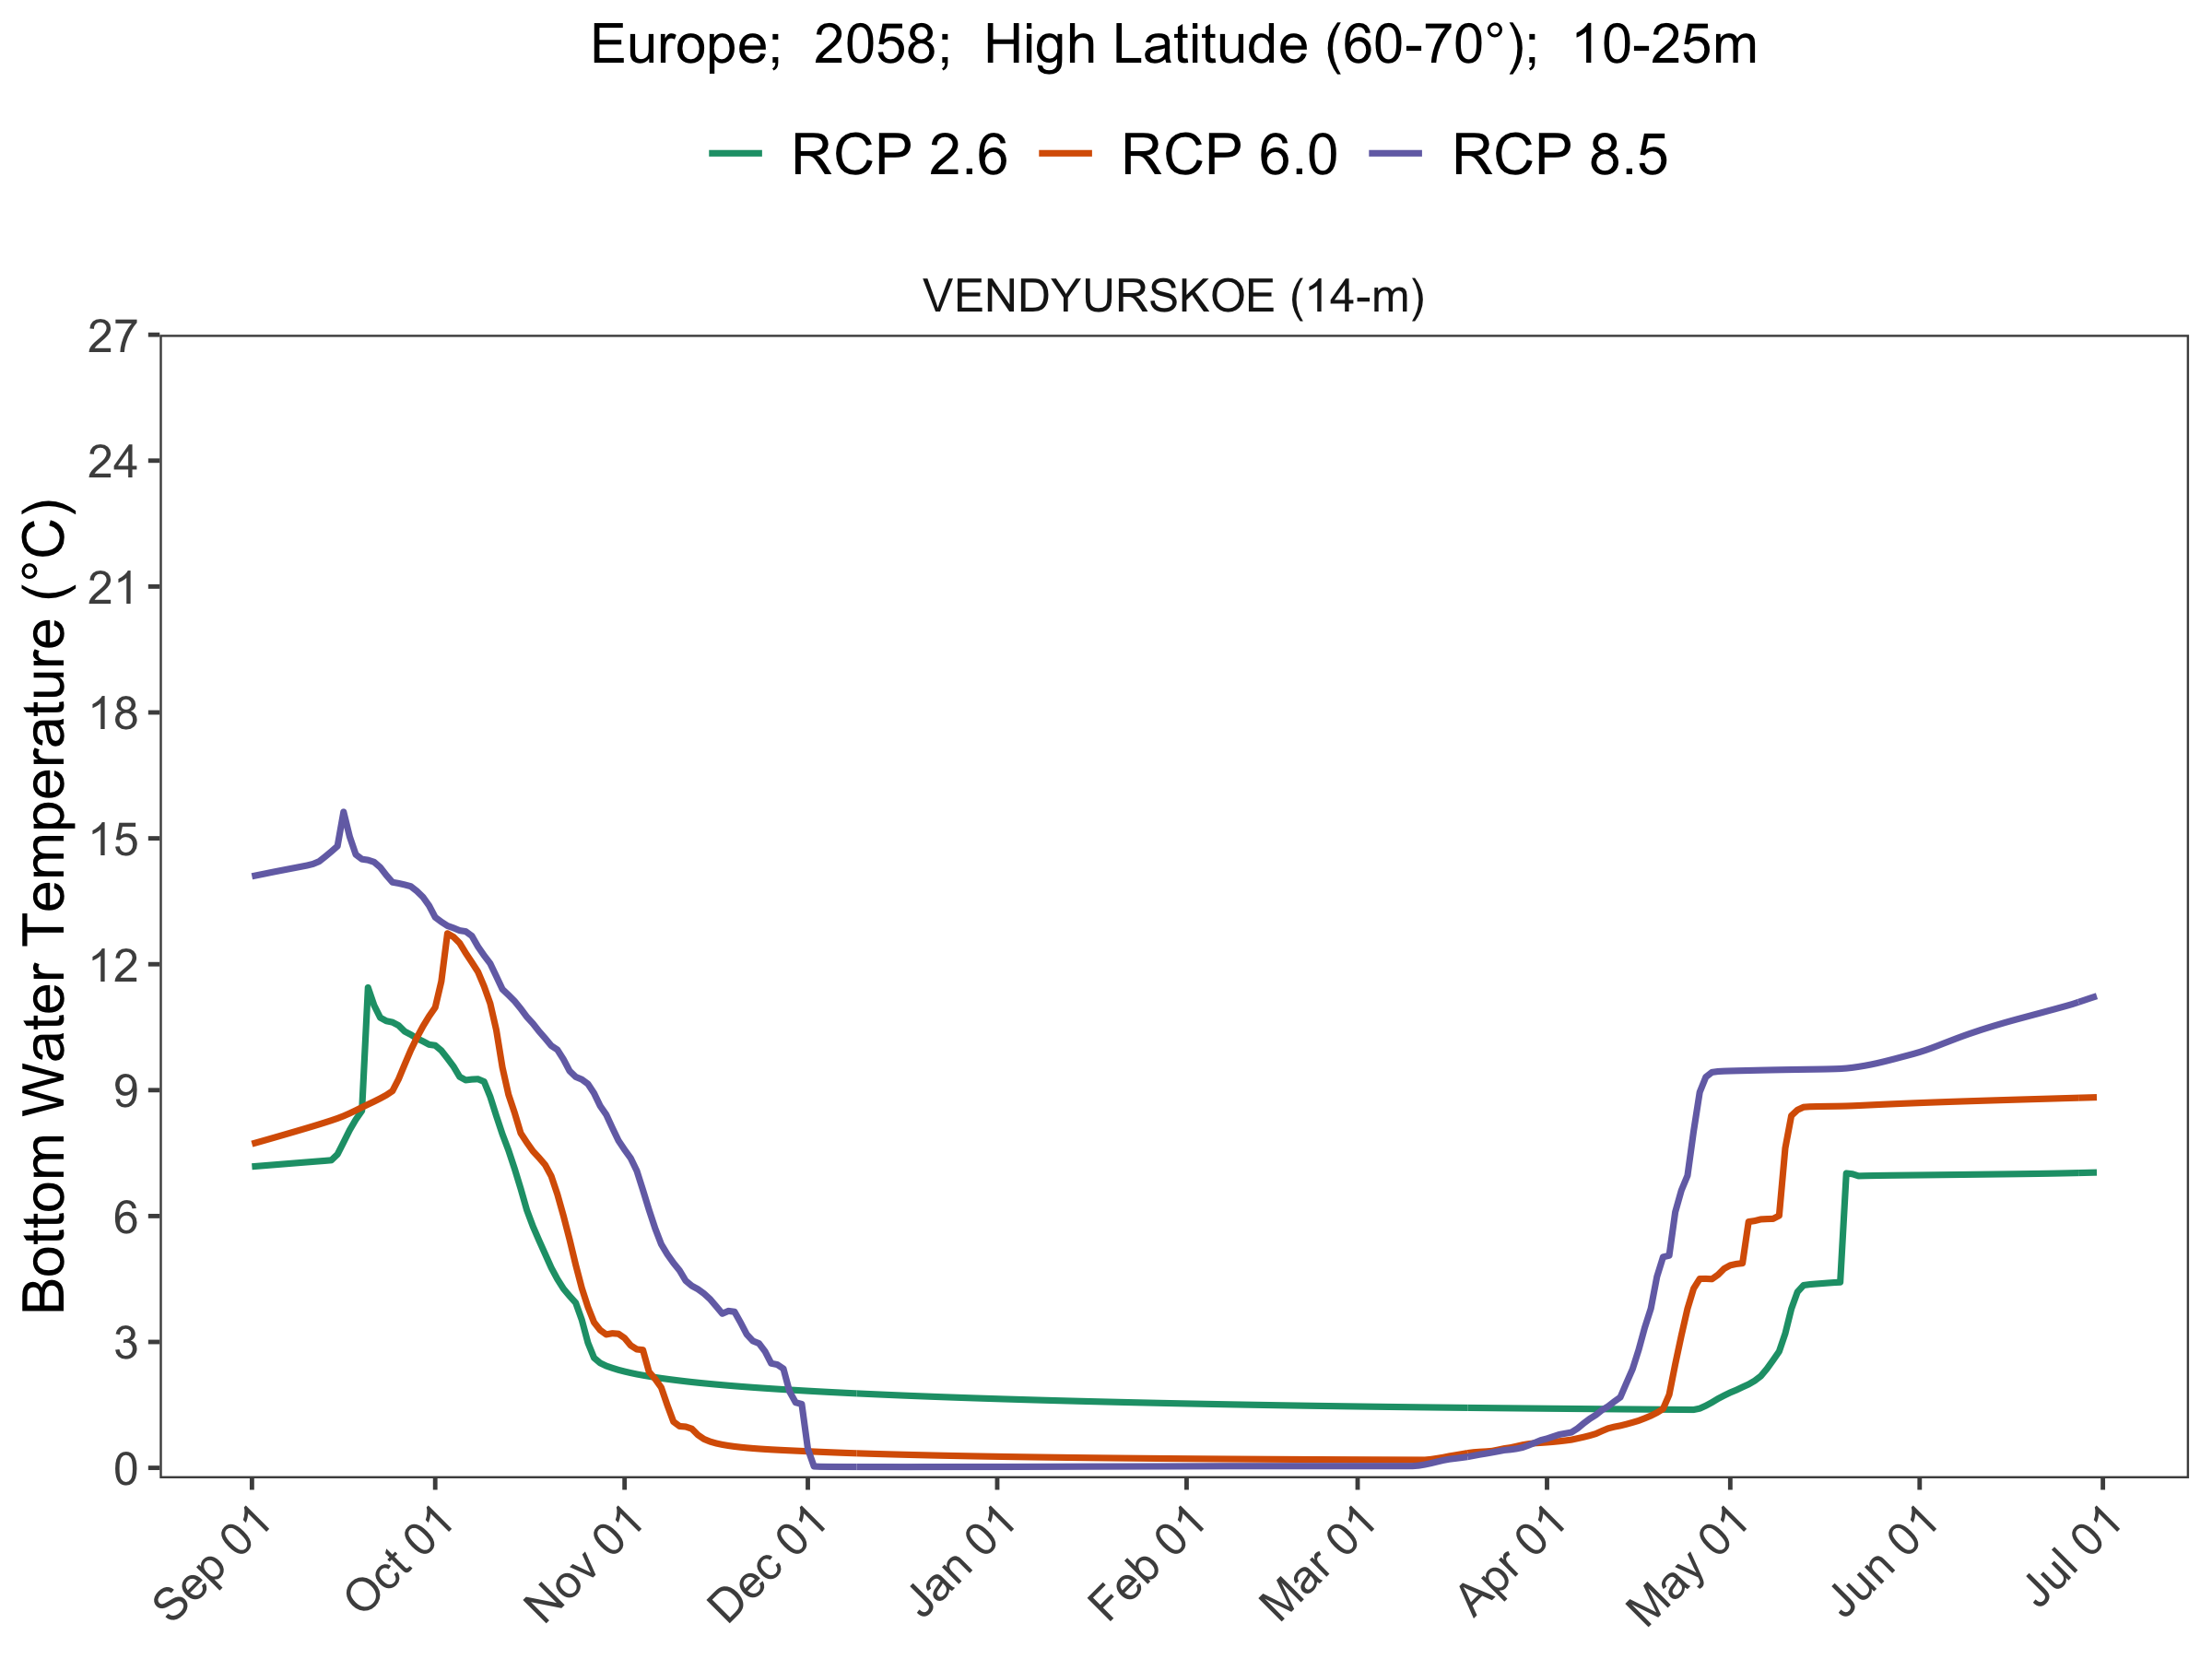 Europe;  2058;  High Latitude (60-70°);  10-25m
RCP 2.6 RCP 6.0 RCP 8.5
VENDYURSKOE (14-m)
Bottom Water Temperature (°C)
27
24
21
18
15
12
9
6
3
0
Sep 01 Oct 01 Nov 01 Dec 01 Jan 01 Feb 01 Mar 01 Apr 01 May 01 Jun 01 Jul 01